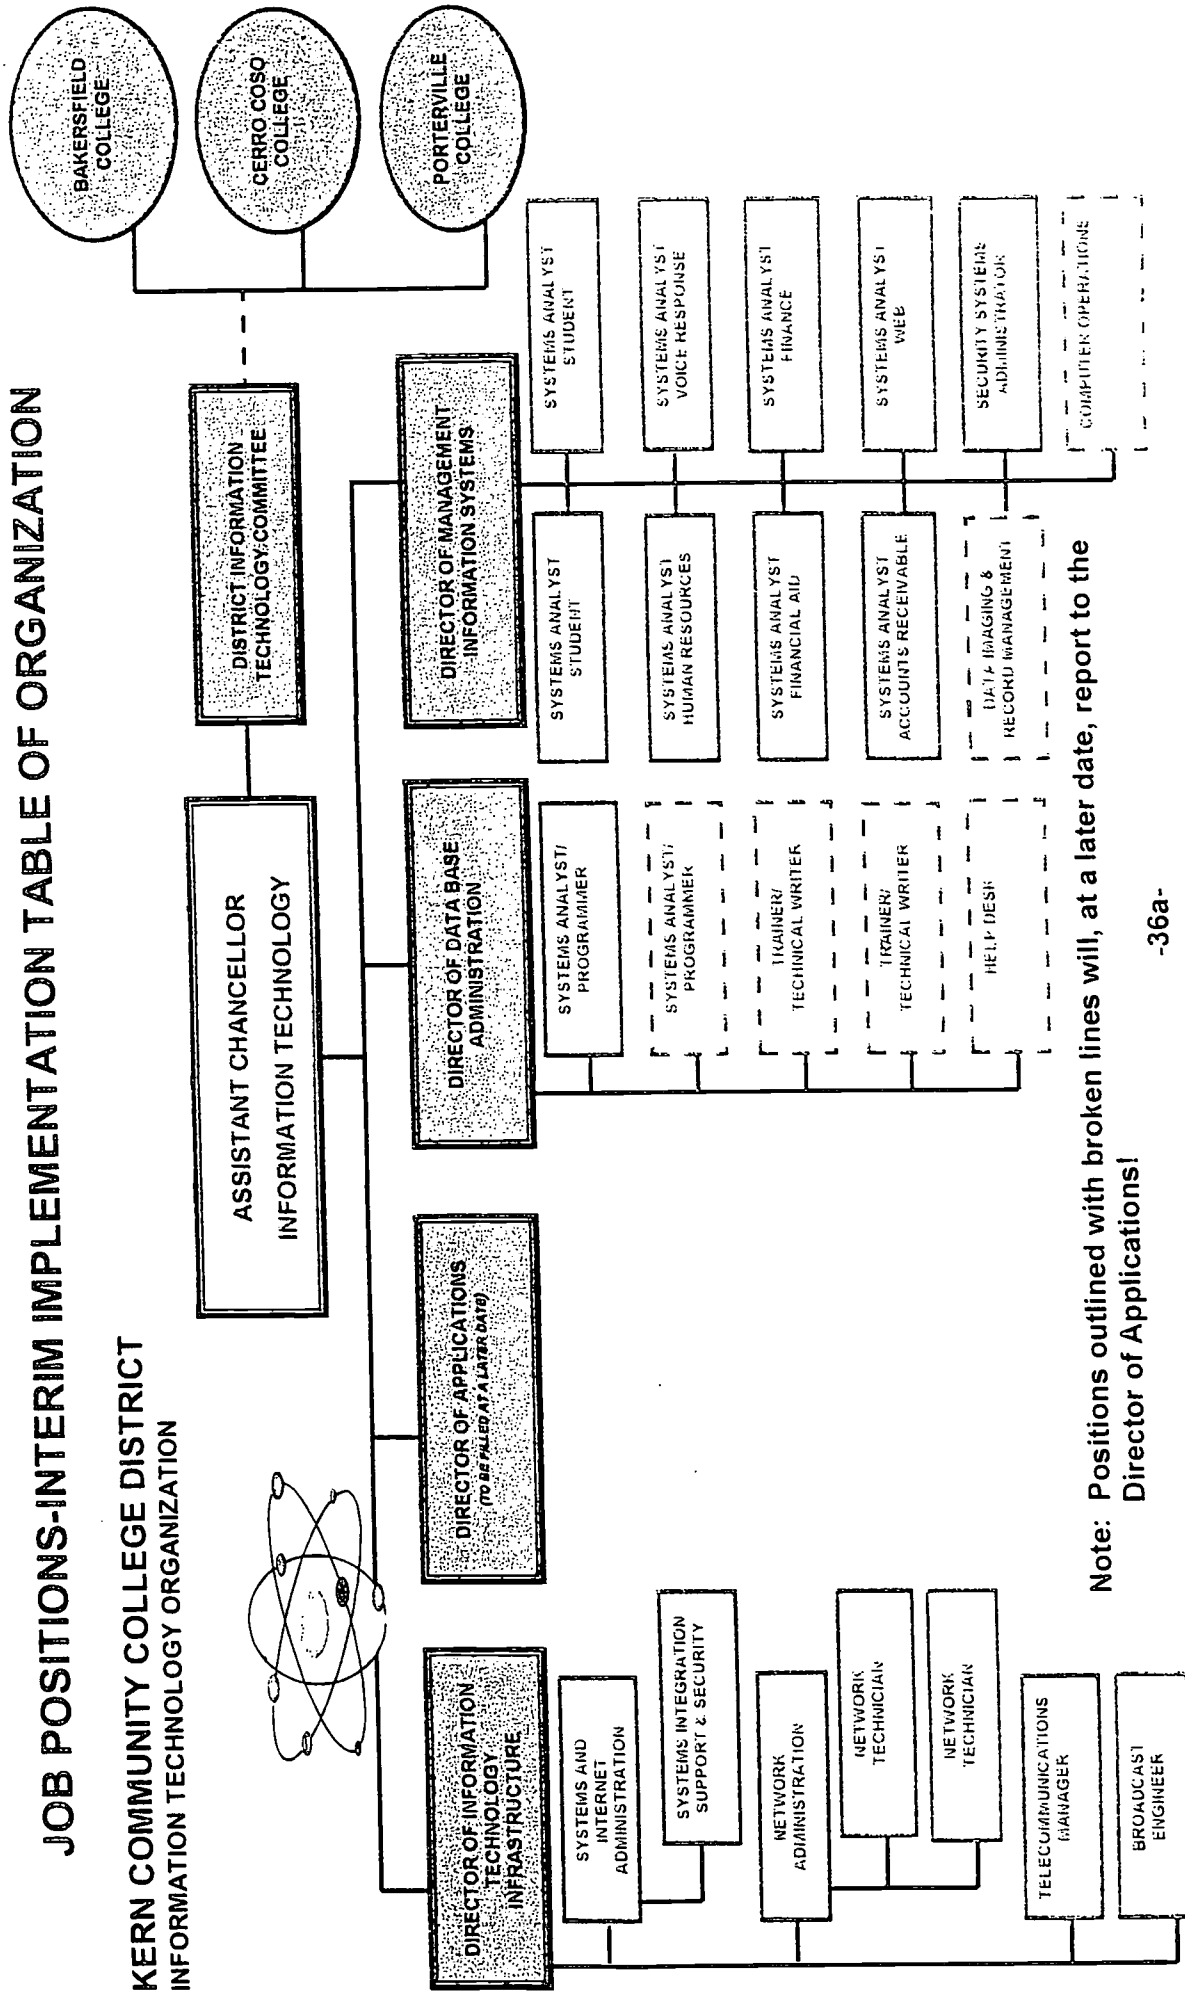 JOB POSITIONS-INTERIM IMPLEMENTATION TABLE OF ORGANIZATION
KERN COMMUNITY COLLEGE DISTRICT
INFORMATION TECHNOLOGY ORGANIZATION
ASSISTANT CHANCELLOR
INFORMATION TECHNOLOGY
DISTRICT INFORMATION
TECHNOLOGY COMMITTEE
BAKERSFIELD
COLLEGE
CERRO COSO
COLLEGE
PORTERVILLE
COLLEGE
DIRECTOR OF INFORMATION
TECHNOLOGY
INFRASTRUCTURE
SYSTEMS AND
INTERNET
ADMINISTRATION
SYSTEMS INTEGRATION
SUPPORT & SECURITY
NETWORK
ADMINISTRATION
NETWORK
TECHNICIAN
NETWORK
TECHNICIAN
TELECOMMUNICATIONS
MANAGER
BROADCAST
ENGINEER
DIRECTOR OF APPLICATIONS
(TO BE FILLED AT A LATER DATE)
DIRECTOR OF DATA BASE
ADMINISTRATION
SYSTEMS ANALYST/
PROGRAMMER
SYSTEMS ANALYST/
PROGRAMMER
TRAINER/
TECHNICAL WRITER
TRAINER/
TECHNICAL WRITER
HELP DESK
DIRECTOR OF MANAGEMENT
INFORMATION SYSTEMS
SYSTEMS ANALYST
STUDENT
SYSTEMS ANALYST
STUDENT
SYSTEMS ANALYST
HUMAN RESOURCES
SYSTEMS ANALYST
VOICE RESPONSE
SYSTEMS ANALYST
FINANCIAL AID
SYSTEMS ANALYST
FINANCE
SYSTEMS ANALYST
ACCOUNTS RECEIVABLE
SYSTEMS ANALYST
WEB
DATA IMAGING &
RECORD MANAGEMENT
SECURITY SYSTEMS
ADMINISTRATOR
COMPUTER OPERATIONS
Note: Positions outlined with broken lines will, at a later date, report to the
Director of Applications!
-36a-